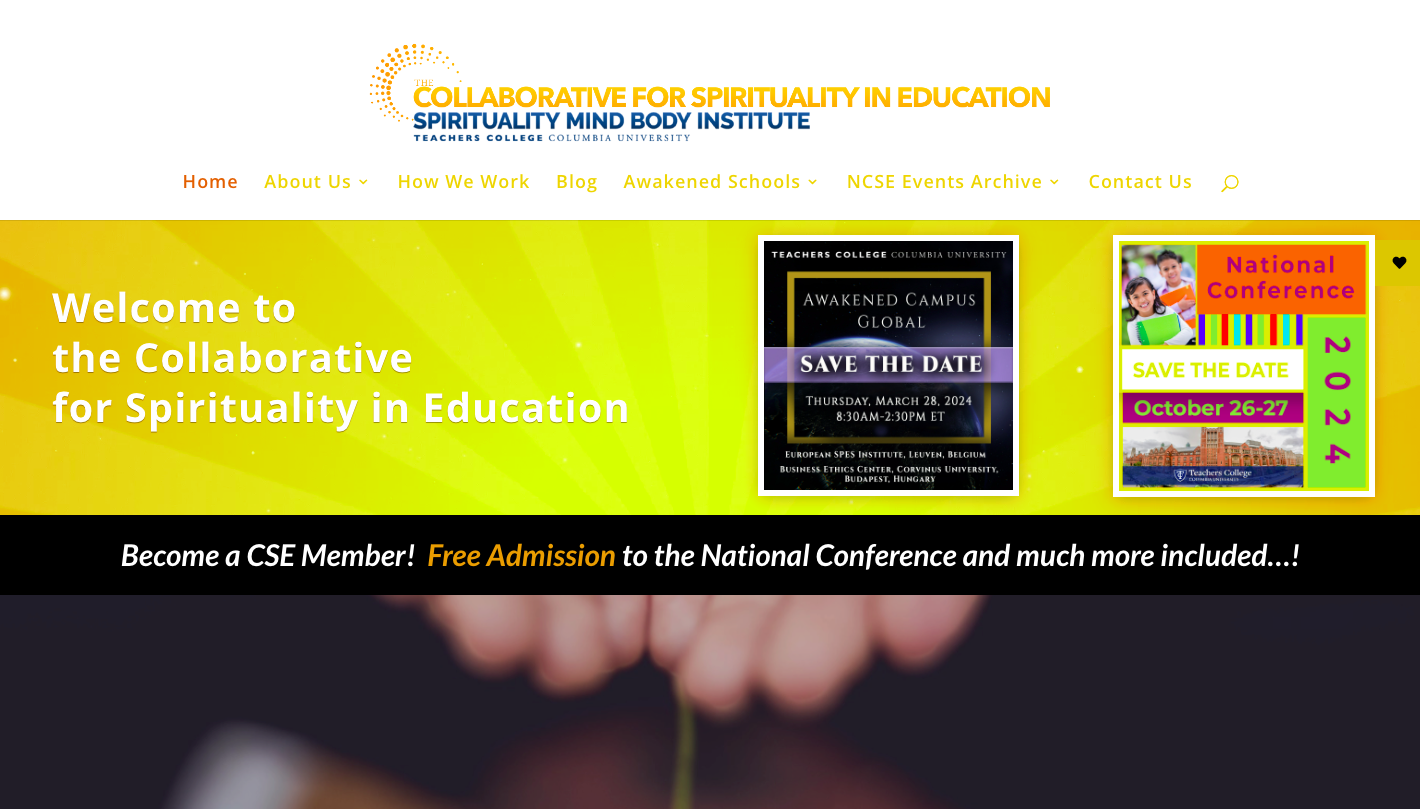 THE
COLLABORATIVE FOR SPIRITUALITY IN EDUCATION
SPIRITUALITY MIND BODY INSTITUTE
TEACHERS COLLEGE COLUMBIA UNIVERSITY
Home About Us How We Work Blog Awakened Schools NCSE Events Archive Contact Us
Welcome to
the Collaborative
for Spirituality in Education
TEACHERS COLLEGE COLUMBIA UNIVERSITY
AWAKENED CAMPUS
GLOBAL
SAVE THE DATE
THURSDAY, MARCH 28, 2024
8:30AM-2:30PM ET
EUROPEAN SPES INSTITUTE, LEUVEN, BELGIUM
BUSINESS ETHICS CENTER, CORVINUS UNIVERSITY,
BUDAPEST, HUNGARY
National
Conference
2024
SAVE THE DATE
October 26-27
Teachers College
COLUMBIA UNIVERSITY
Become a CSE Member! Free Admission to the National Conference and much more included...!